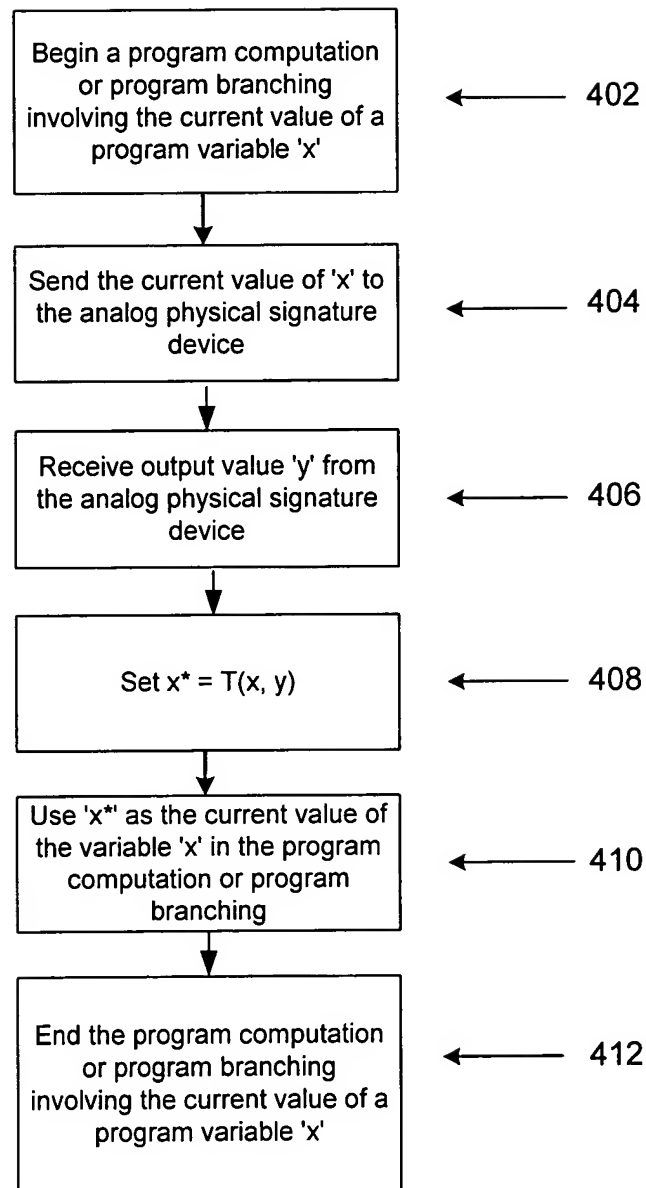 Begin a program computation
or program branching
involving the current value of a
program variable 'x'
402
Send the current value of 'x' to
the analog physical signature
device
404
Receive output value 'y' from
the analog physical signature
device
406
Set x* = T(x, y)
408
Use 'x*' as the current value of
the variable 'x' in the program
computation or program
branching
410
End the program computation
or program branching
involving the current value of a
program variable 'x'
412